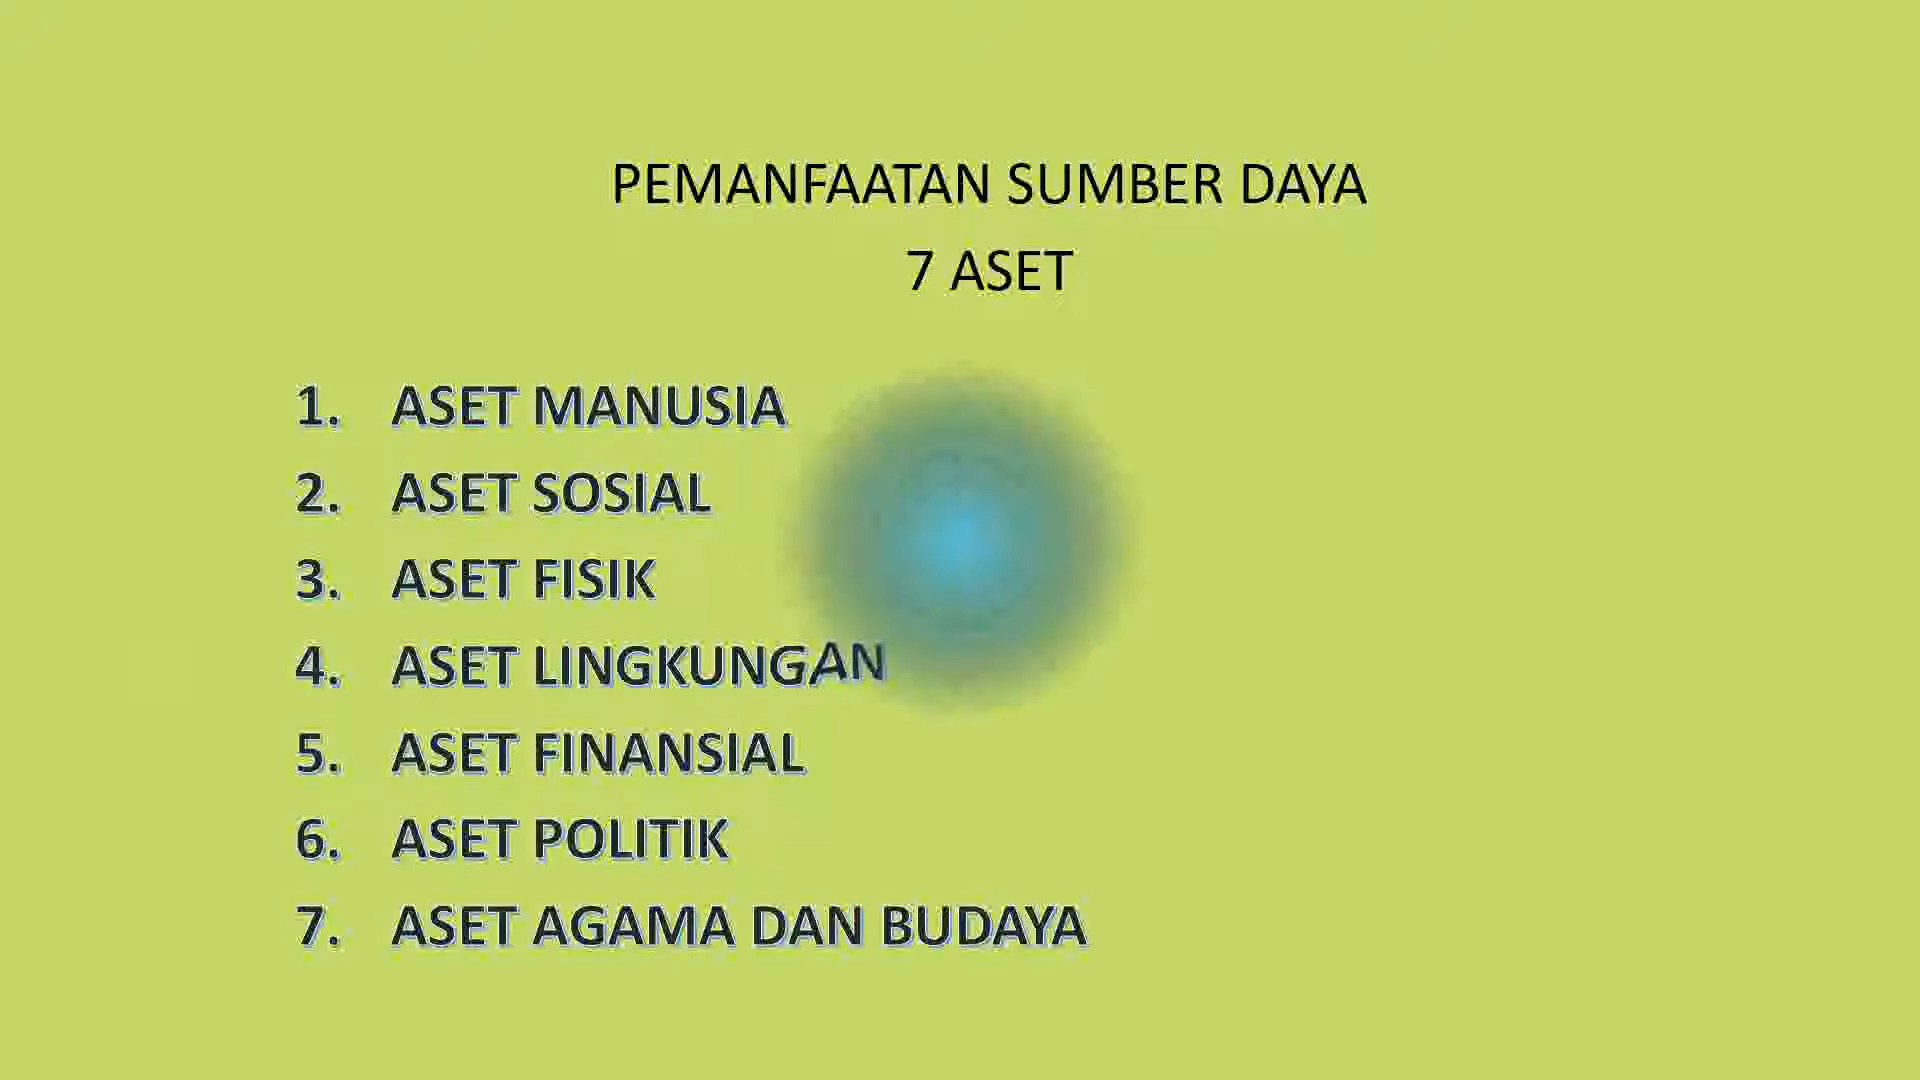 PEMANFAATAN SUMBER DAYA
7 ASET
1. ASET MANUSIA
2. ASET SOSIAL
3. ASET FISIK
4. ASET LINGKUNGAN
5. ASET FINANSIAL
6. ASET POLITIK
7. ASET AGAMA DAN BUDAYA